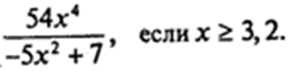 54x⁴
-5x² + 7, если x ≥ 3, 2.